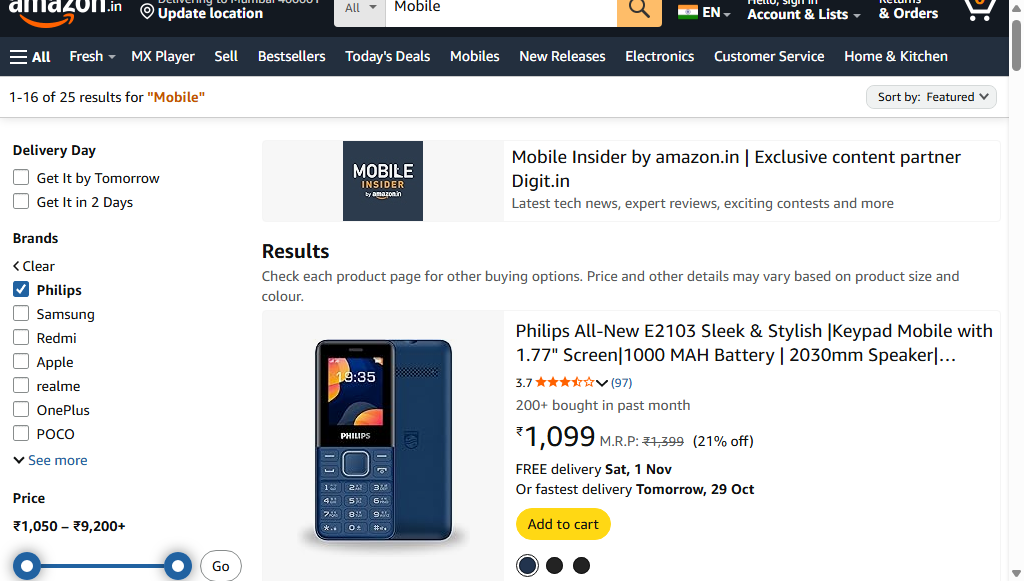 amazon.in
Update location
All
Mobile
EN
Hello, sign in
Account & Lists
Returns
& Orders
All
Fresh
MX Player
Sell
Bestsellers
Today's Deals
Mobiles
New Releases
Electronics
Customer Service
Home & Kitchen
1-16 of 25 results for "Mobile"
Sort by: Featured
Delivery Day
Get It by Tomorrow
Get It in 2 Days
Brands
Clear
Philips
Samsung
Redmi
Apple
realme
OnePlus
POCO
See more
Price
₹1,050 – ₹9,200+
Go
MOBILE
INSIDER
by amazon.in
Mobile Insider by amazon.in | Exclusive content partner
Digit.in
Latest tech news, expert reviews, exciting contests and more
Results
Check each product page for other buying options. Price and other details may vary based on product size and
colour.
19:35
PHILIPS
Philips All-New E2103 Sleek & Stylish |Keypad Mobile with
1.77" Screen|1000 MAH Battery | 2030mm Speaker|…
3.7 (97)
200+ bought in past month
₹1,099 M.R.P: ₹1,399 (21% off)
FREE delivery Sat, 1 Nov
Or fastest delivery Tomorrow, 29 Oct
Add to cart